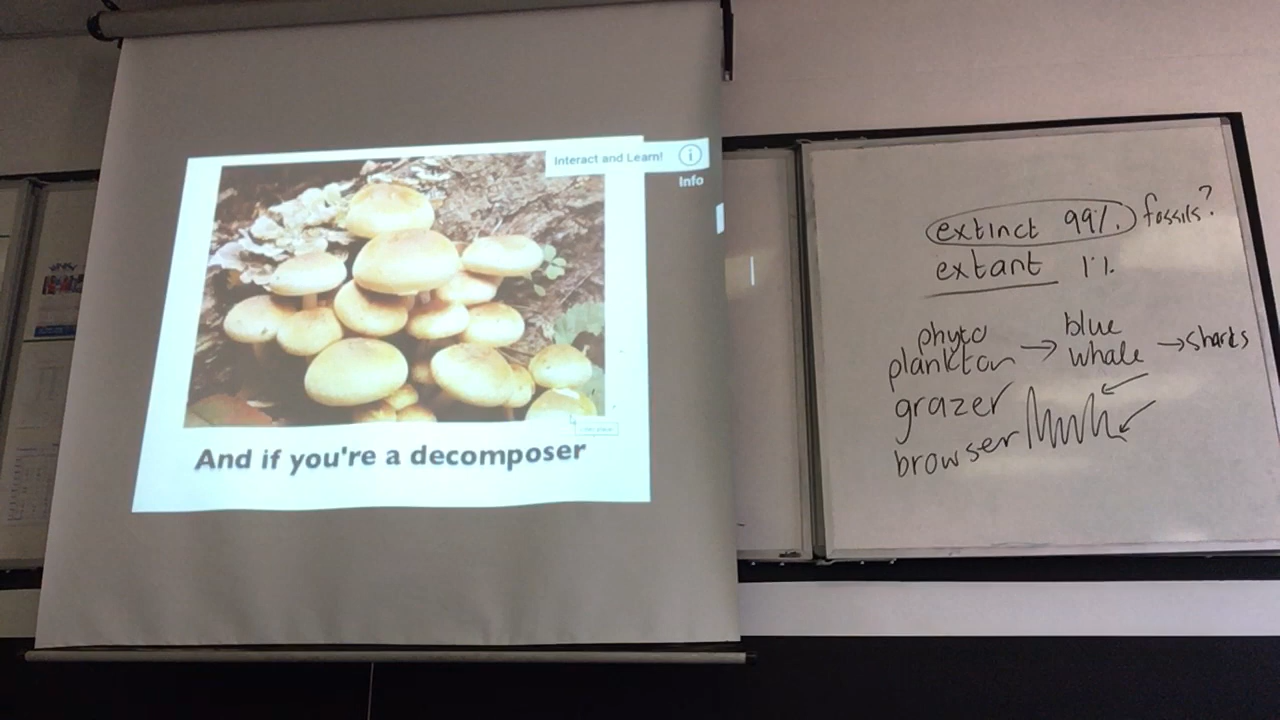 Interact and Learn!
Info
And if you're a decomposer
extinct 99%. fossils?
extant 1%.
phyto
plankton → blue
whale → sharks
grazer
browser